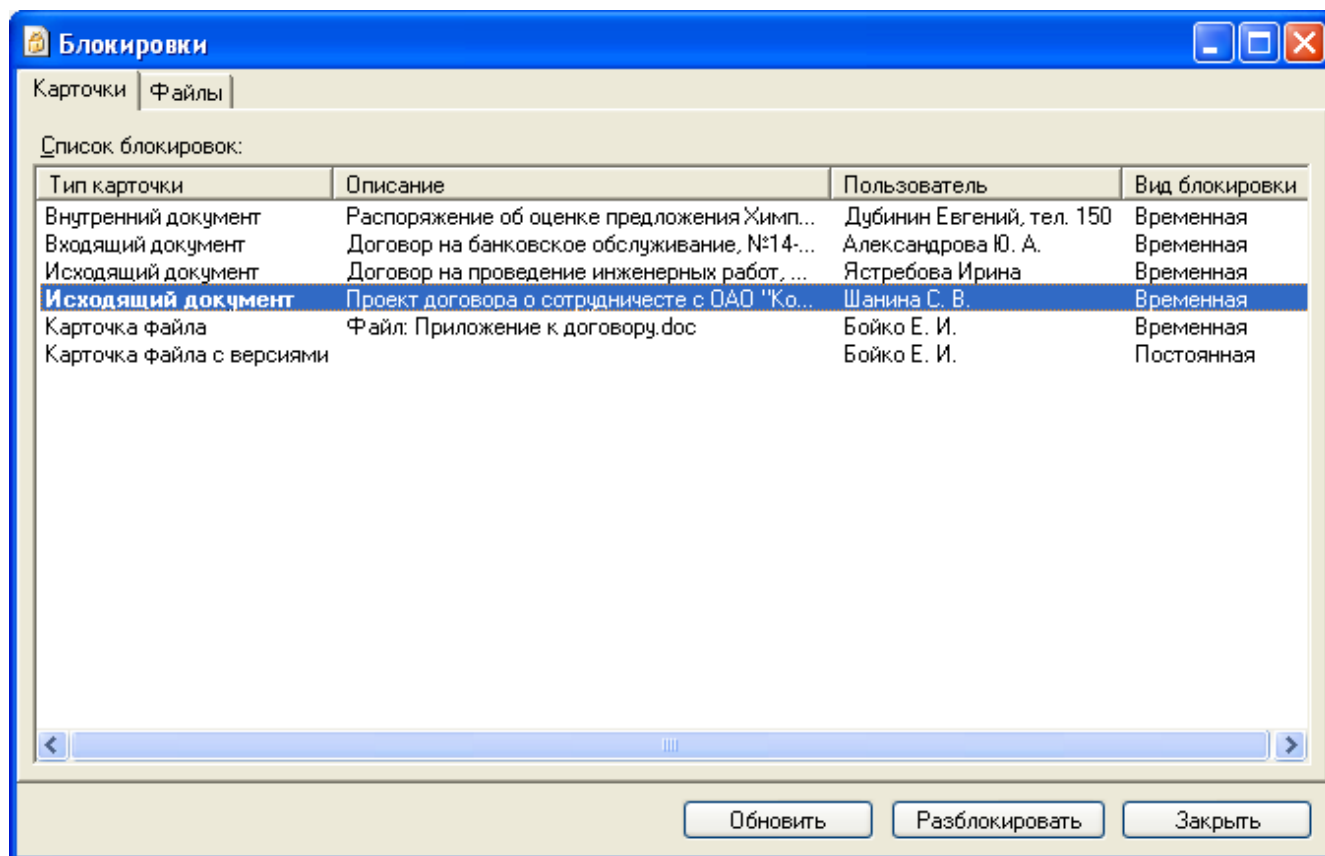 Блокировки
Карточки Файлы
Список блокировок:
Тип карточки Описание Пользователь Вид блокировки
Внутренний документ Распоряжение об оценке предложения Химп... Дубинин Евгений, тел. 150 Временная
Входящий документ Договор на банковское обслуживание, №14-... Александрова Ю. А. Временная
Исходящий документ Договор на проведение инженерных работ, ... Ястребова Ирина Временная
Исходящий документ Проект договора о сотрудничесте с ОАО "Ко... Шанина С. В. Временная
Карточка файла Файл: Приложение к договору.doc Бойко Е. И. Временная
Карточка файла с версиями Бойко Е. И. Постоянная
Обновить Разблокировать Закрыть